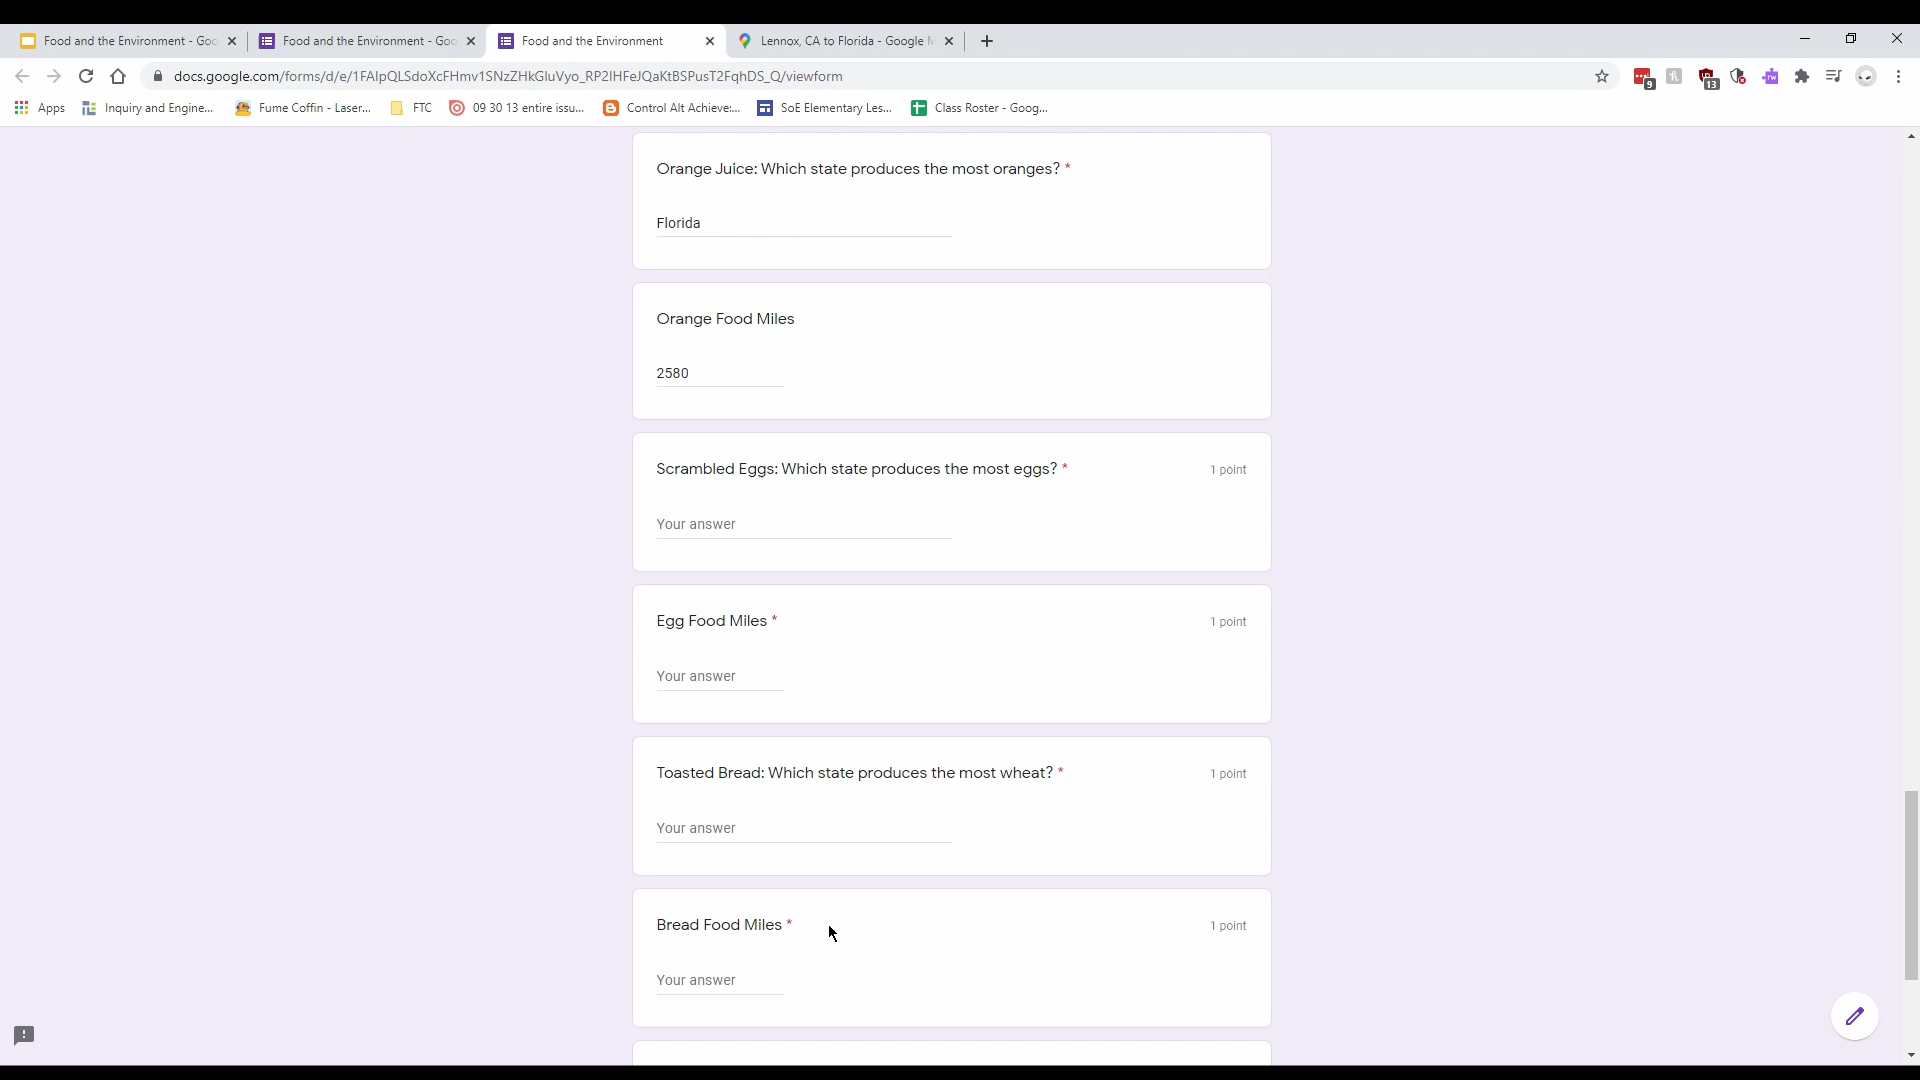 Food and the Environment - Goo
Food and the Environment - Goo
Food and the Environment
Lennox, CA to Florida - Google M
docs.google.com/forms/d/e/1FAIpQLSdoXcFHmv1SNzZHkGIuVyo_RP2IHFeJQaKtBSPusT2FqhDS_Q/viewform
9
13
Apps
Inquiry and Engine...
Fume Coffin - Laser...
FTC
09 30 13 entire issu...
Control Alt Achieve:...
SoE Elementary Les...
Class Roster - Goog...
Orange Juice: Which state produces the most oranges? *
Florida
Orange Food Miles
2580
Scrambled Eggs: Which state produces the most eggs? *
1 point
Your answer
Egg Food Miles *
1 point
Your answer
Toasted Bread: Which state produces the most wheat? *
1 point
Your answer
Bread Food Miles *
1 point
Your answer